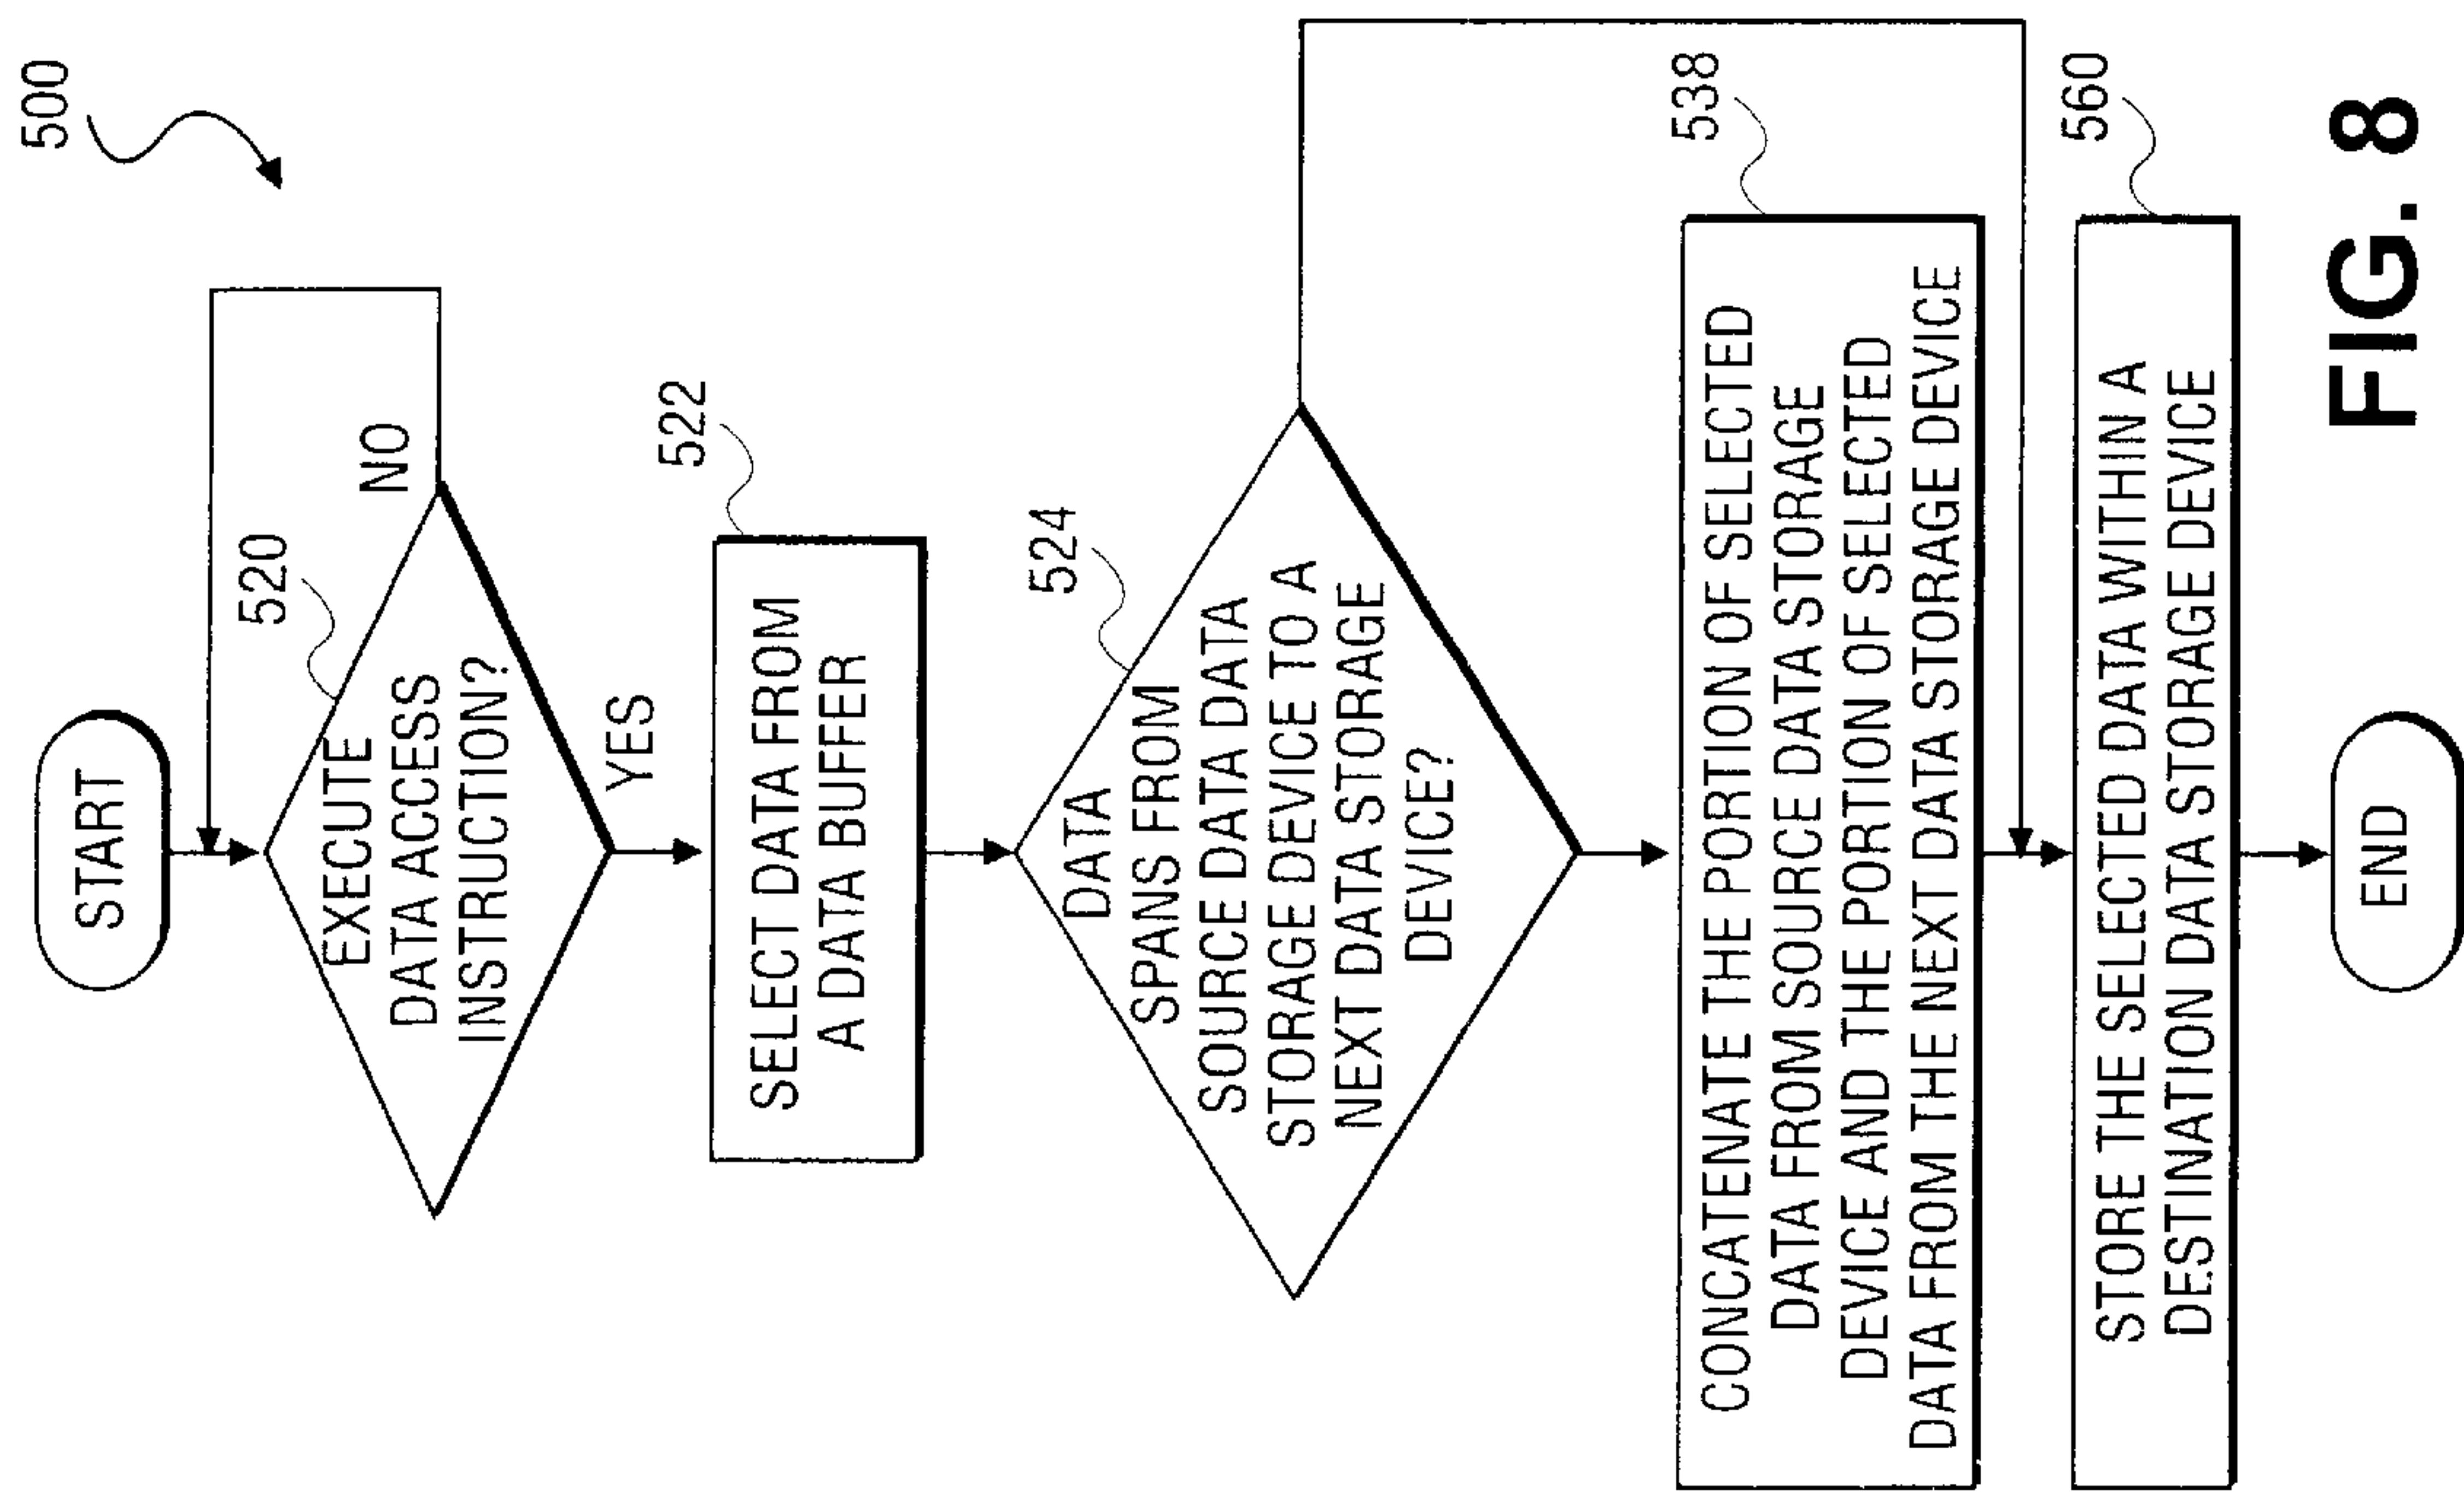 500
START
520
EXECUTE
DATA ACCESS
INSTRUCTION?
NO
YES
522
SELECT DATA FROM
A DATA BUFFER
524
DATA
SPANS FROM
SOURCE DATA DATA
STORAGE DEVICE TO A
NEXT DATA STORAGE
DEVICE?
538
CONCATENATE THE PORTION OF SELECTED
DATA FROM SOURCE DATA STORAGE
DEVICE AND THE PORTION OF SELECTED
DATA FROM THE NEXT DATA STORAGE DEVICE
560
STORE THE SELECTED DATA WITHIN A
DESTINATION DATA STORAGE DEVICE
END
FIG. 8